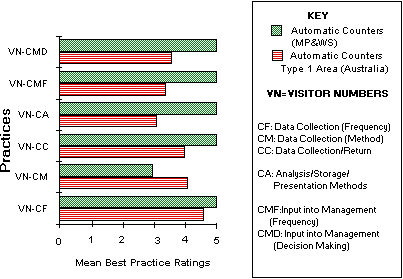 Practices
VN-CMD
VN-CMF
VN-CA
VN-CC
VN-CM
VN-CF
0 1 2 3 4 5
Mean Best Practice Ratings
KEY
Automatic Counters
(MP&WS)
Automatic Counters
Type 1 Area (Australia)
VN=VISITOR NUMBERS
CF: Data Collection (Frequency)
CM: Data Collection (Method)
CC: Data Collection/Return
CA: Analysis/Storage/
Presentation Methods
CMF:Input into Management
(Frequency)
CMD: Input into Management
(Decision Making)